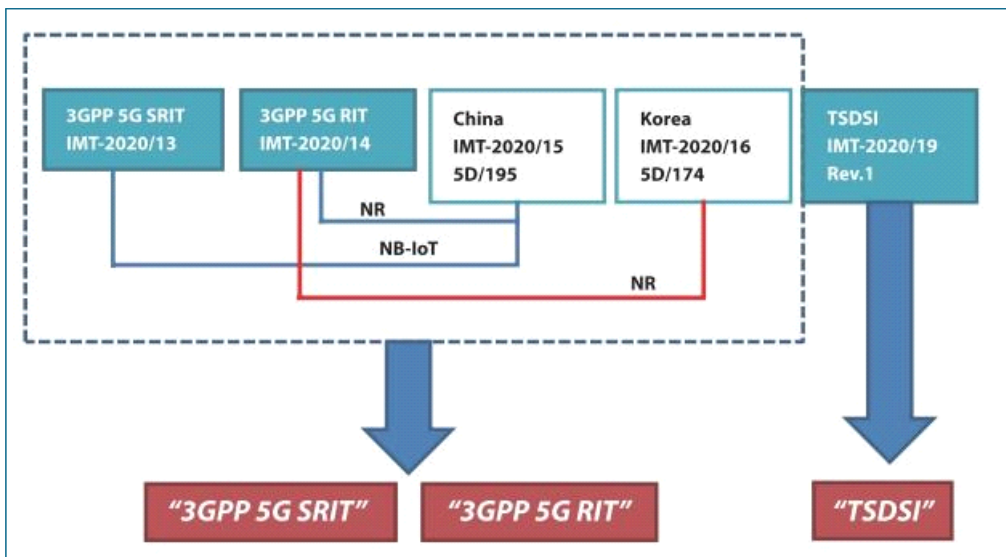 3GPP 5G SRIT
IMT-2020/13
3GPP 5G RIT
IMT-2020/14
China
IMT-2020/15
5D/195
Korea
IMT-2020/16
5D/174
TSDSI
IMT-2020/19
Rev.1
NR
NB-IoT
NR
“3GPP 5G SRIT”
“3GPP 5G RIT”
“TSDSI”